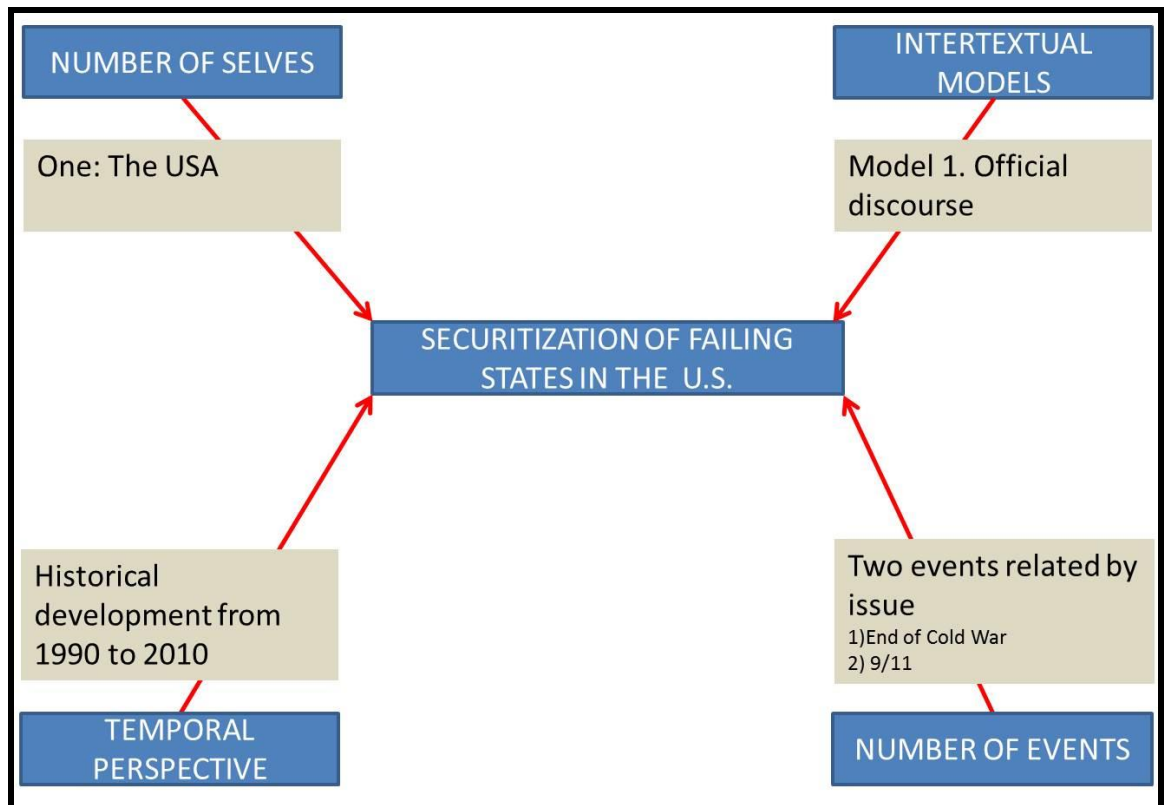 NUMBER OF SELVES
One: The USA
INTERTEXTUAL
MODELS
Model 1. Official
discourse
SECURITIZATION OF FAILING
STATES IN THE U.S.
Historical
development from
1990 to 2010
TEMPORAL
PERSPECTIVE
Two events related by
issue
1)End of Cold War
2) 9/11
NUMBER OF EVENTS